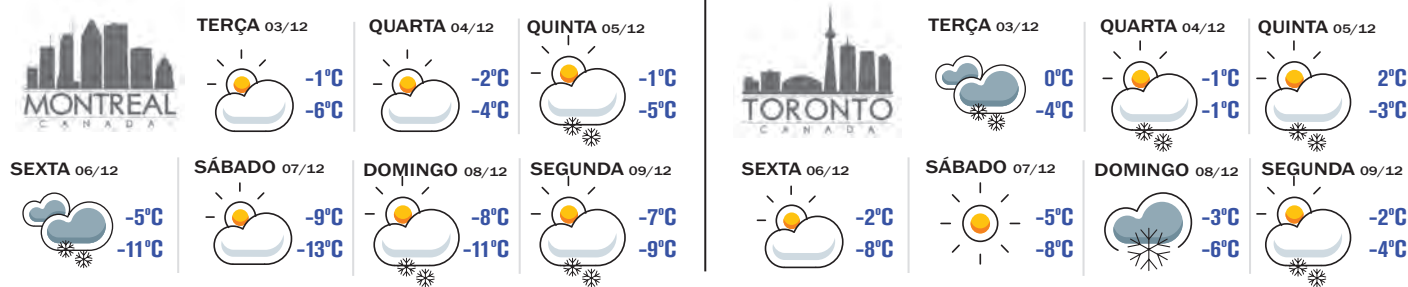 MONTREAL
CANADA
TERÇA 03/12
-1ºC
-6ºC
QUARTA 04/12
-2ºC
-4ºC
QUINTA 05/12
-1ºC
-5ºC
SEXTA 06/12
-5ºC
-11ºC
SÁBADO 07/12
-9ºC
-13ºC
DOMINGO 08/12
-8ºC
-11ºC
SEGUNDA 09/12
-7ºC
-9ºC
TORONTO
CANADA
TERÇA 03/12
0ºC
-4ºC
QUARTA 04/12
-1ºC
-1ºC
QUINTA 05/12
2ºC
-3ºC
SEXTA 06/12
-2ºC
-8ºC
SÁBADO 07/12
-5ºC
-8ºC
DOMINGO 08/12
-3ºC
-6ºC
SEGUNDA 09/12
-2ºC
-4ºC